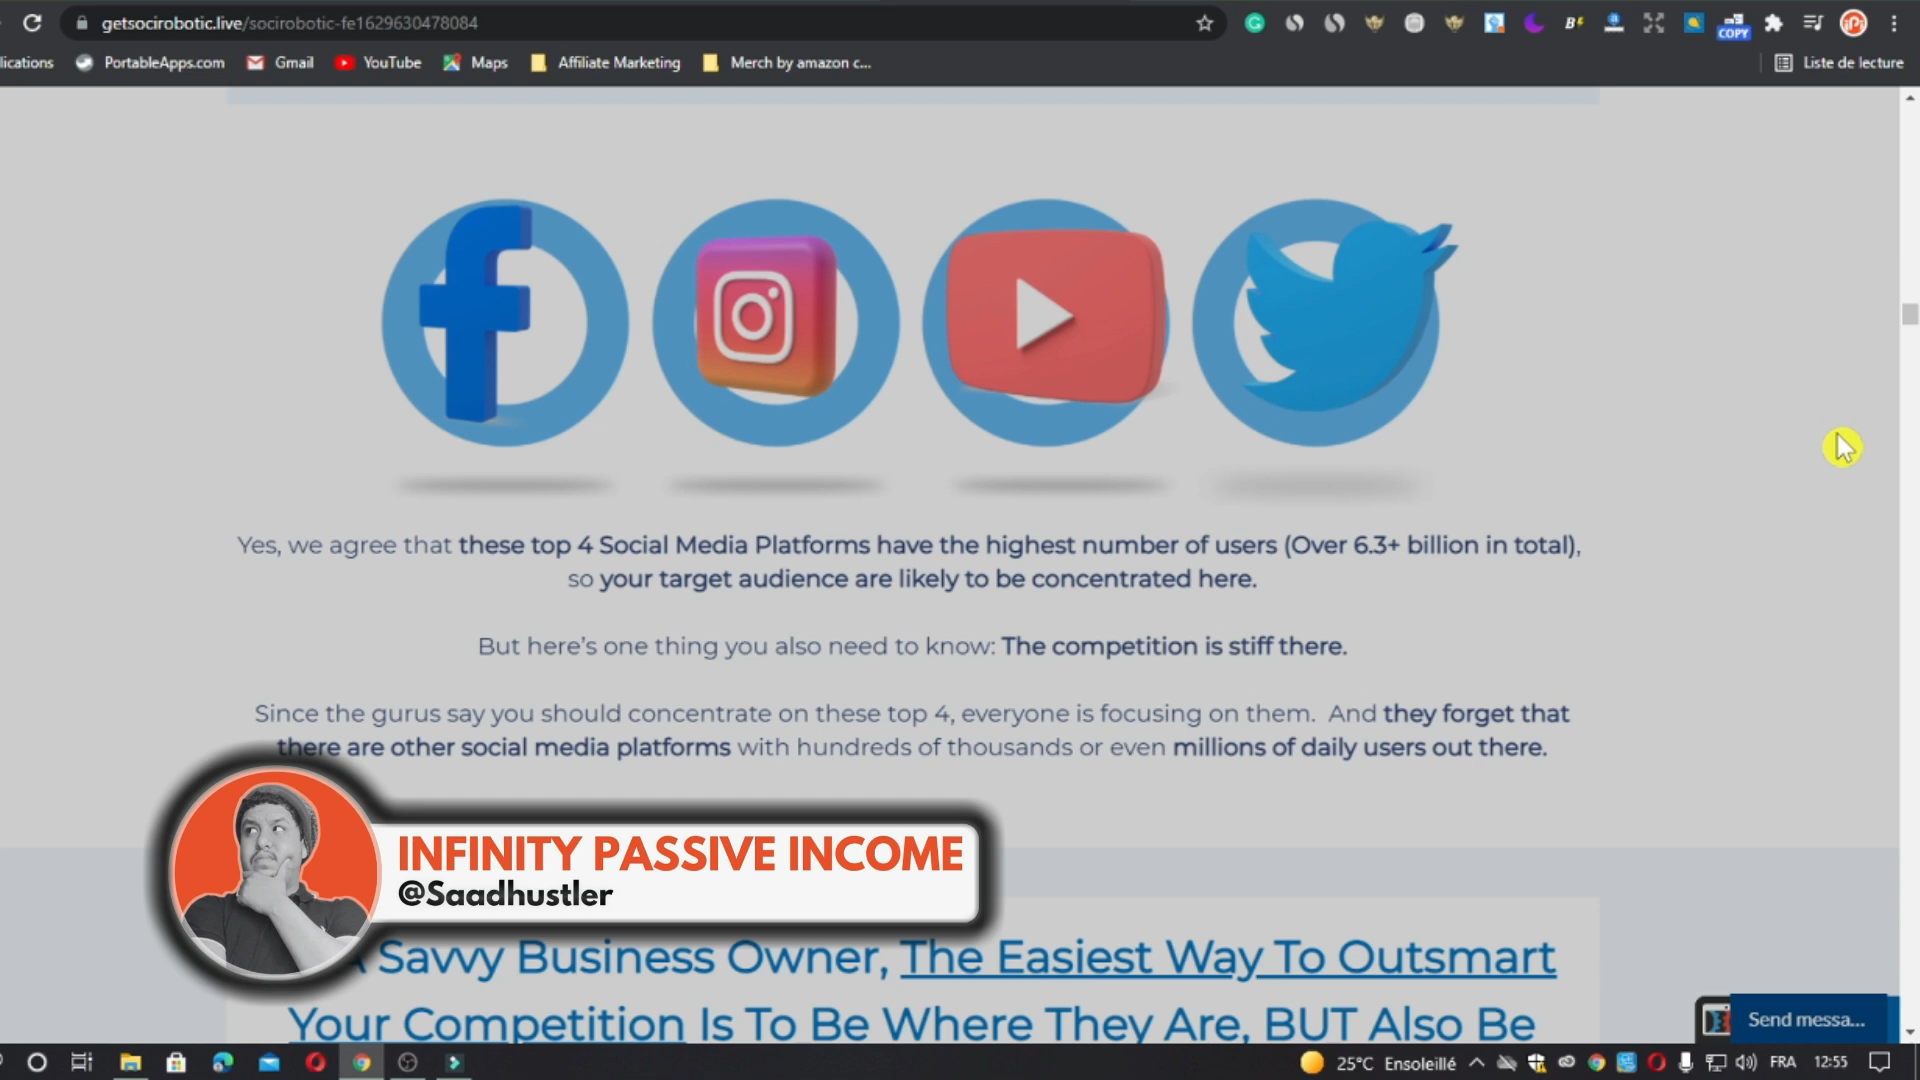 getsocirobotic.live/socirobotic-fe1629630478084
COPY
lications
PortableApps.com
Gmail
YouTube
Maps
Affiliate Marketing
Merch by amazon c...
Liste de lecture
Yes, we agree that these top 4 Social Media Platforms have the highest number of users (Over 6.3+ billion in total),
so your target audience are likely to be concentrated here.
But here's one thing you also need to know: The competition is stiff there.
Since the gurus say you should concentrate on these top 4, everyone is focusing on them. And they forget that
there are other social media platforms with hundreds of thousands or even millions of daily users out there.
INFINITY PASSIVE INCOME
@Saadhustler
A Savvy Business Owner, The Easiest Way To Outsmart
Your Competition Is To Be Where They Are, BUT Also Be
Send messa...
25°C Ensoleillé
FRA
12:55